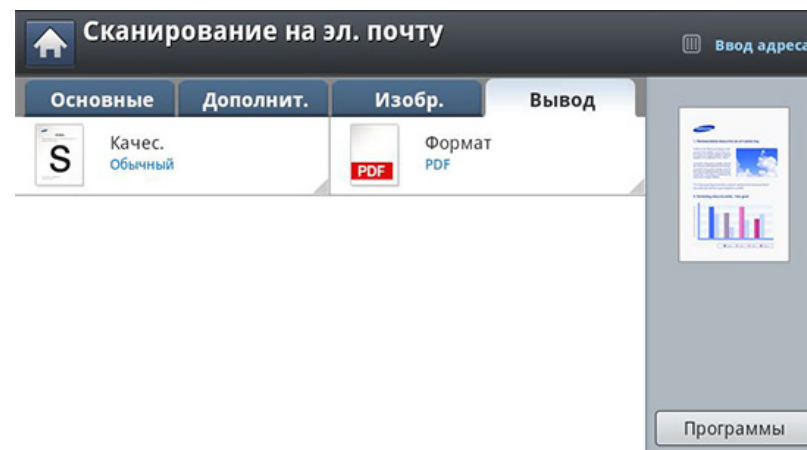 Сканирование на эл. почту
Ввод адреса
Основные Дополнит. Изобр. Вывод
S
Качес.
Обычный
PDF
Формат
PDF
Программы